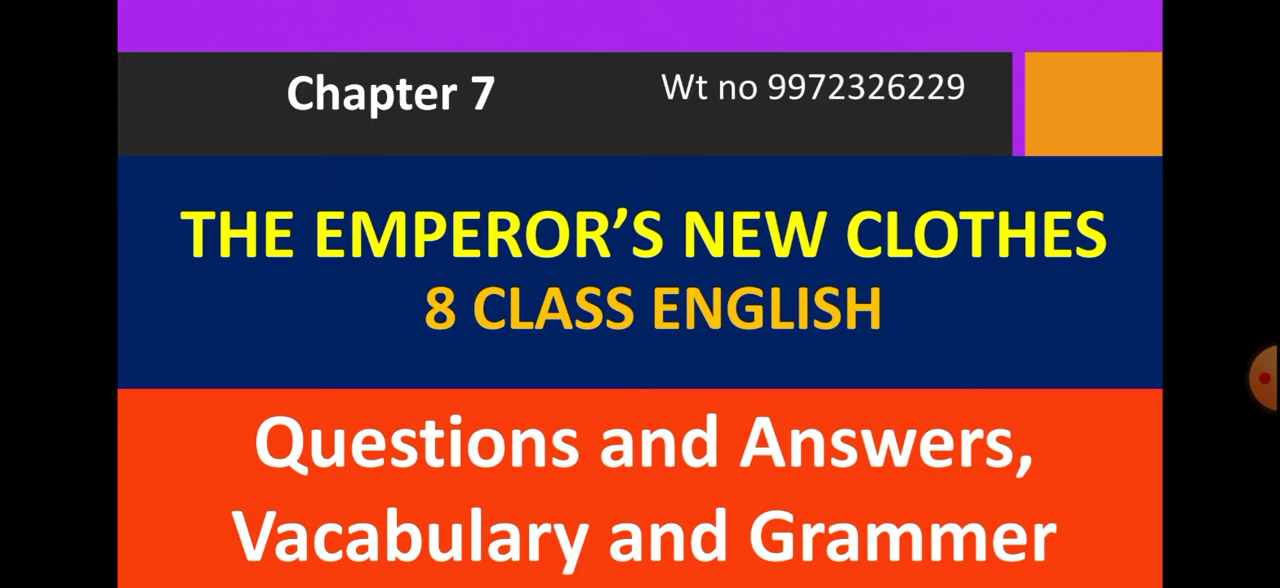 Chapter 7
Wt no 9972326229
THE EMPEROR’S NEW CLOTHES
8 CLASS ENGLISH
Questions and Answers,
Vacabulary and Grammer